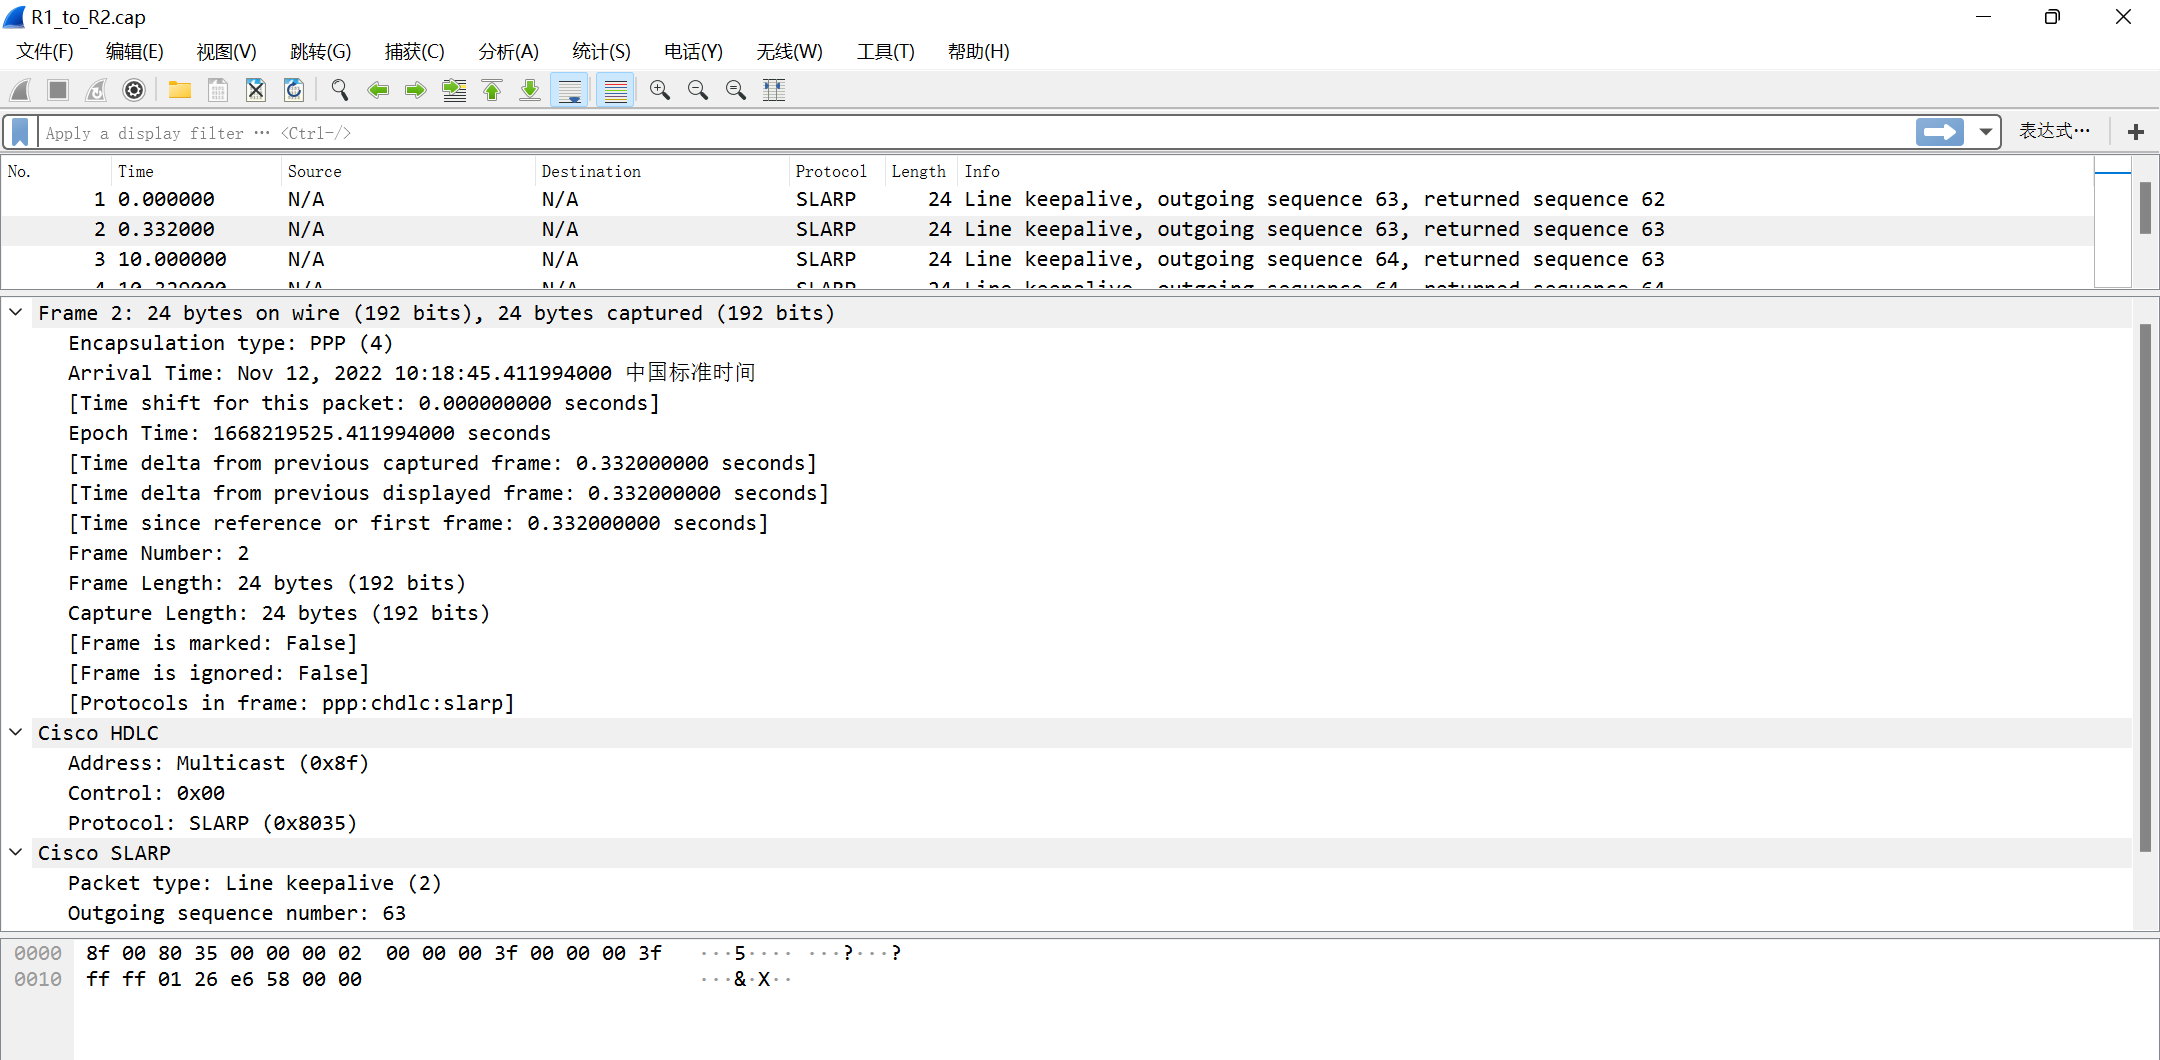 R1_to_R2.cap
文件(F) 编辑(E) 视图(V) 跳转(G) 捕获(C) 分析(A) 统计(S) 电话(Y) 无线(W) 工具(T) 帮助(H)
Apply a display filter … <Ctrl-/> 表达式…
No. Time Source Destination Protocol Length Info
1 0.000000 N/A N/A SLARP 24 Line keepalive, outgoing sequence 63, returned sequence 62
2 0.332000 N/A N/A SLARP 24 Line keepalive, outgoing sequence 63, returned sequence 63
3 10.000000 N/A N/A SLARP 24 Line keepalive, outgoing sequence 64, returned sequence 63
Frame 2: 24 bytes on wire (192 bits), 24 bytes captured (192 bits)
Encapsulation type: PPP (4)
Arrival Time: Nov 12, 2022 10:18:45.411994000 中国标准时间
[Time shift for this packet: 0.000000000 seconds]
Epoch Time: 1668219525.411994000 seconds
[Time delta from previous captured frame: 0.332000000 seconds]
[Time delta from previous displayed frame: 0.332000000 seconds]
[Time since reference or first frame: 0.332000000 seconds]
Frame Number: 2
Frame Length: 24 bytes (192 bits)
Capture Length: 24 bytes (192 bits)
[Frame is marked: False]
[Frame is ignored: False]
[Protocols in frame: ppp:chdlc:slarp]
Cisco HDLC
Address: Multicast (0x8f)
Control: 0x00
Protocol: SLARP (0x8035)
Cisco SLARP
Packet type: Line keepalive (2)
Outgoing sequence number: 63
0000 8f 00 80 35 00 00 00 02 00 00 00 3f 00 00 00 3f ···5···· ···?···?
0010 ff ff 01 26 e6 58 00 00 ···&·X··